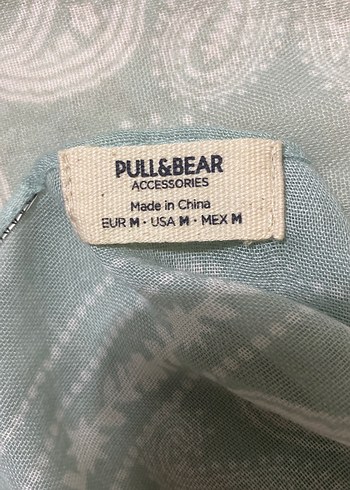 PULL&BEAR
ACCESSORIES
Made in China
EUR M · USA M · MEX M